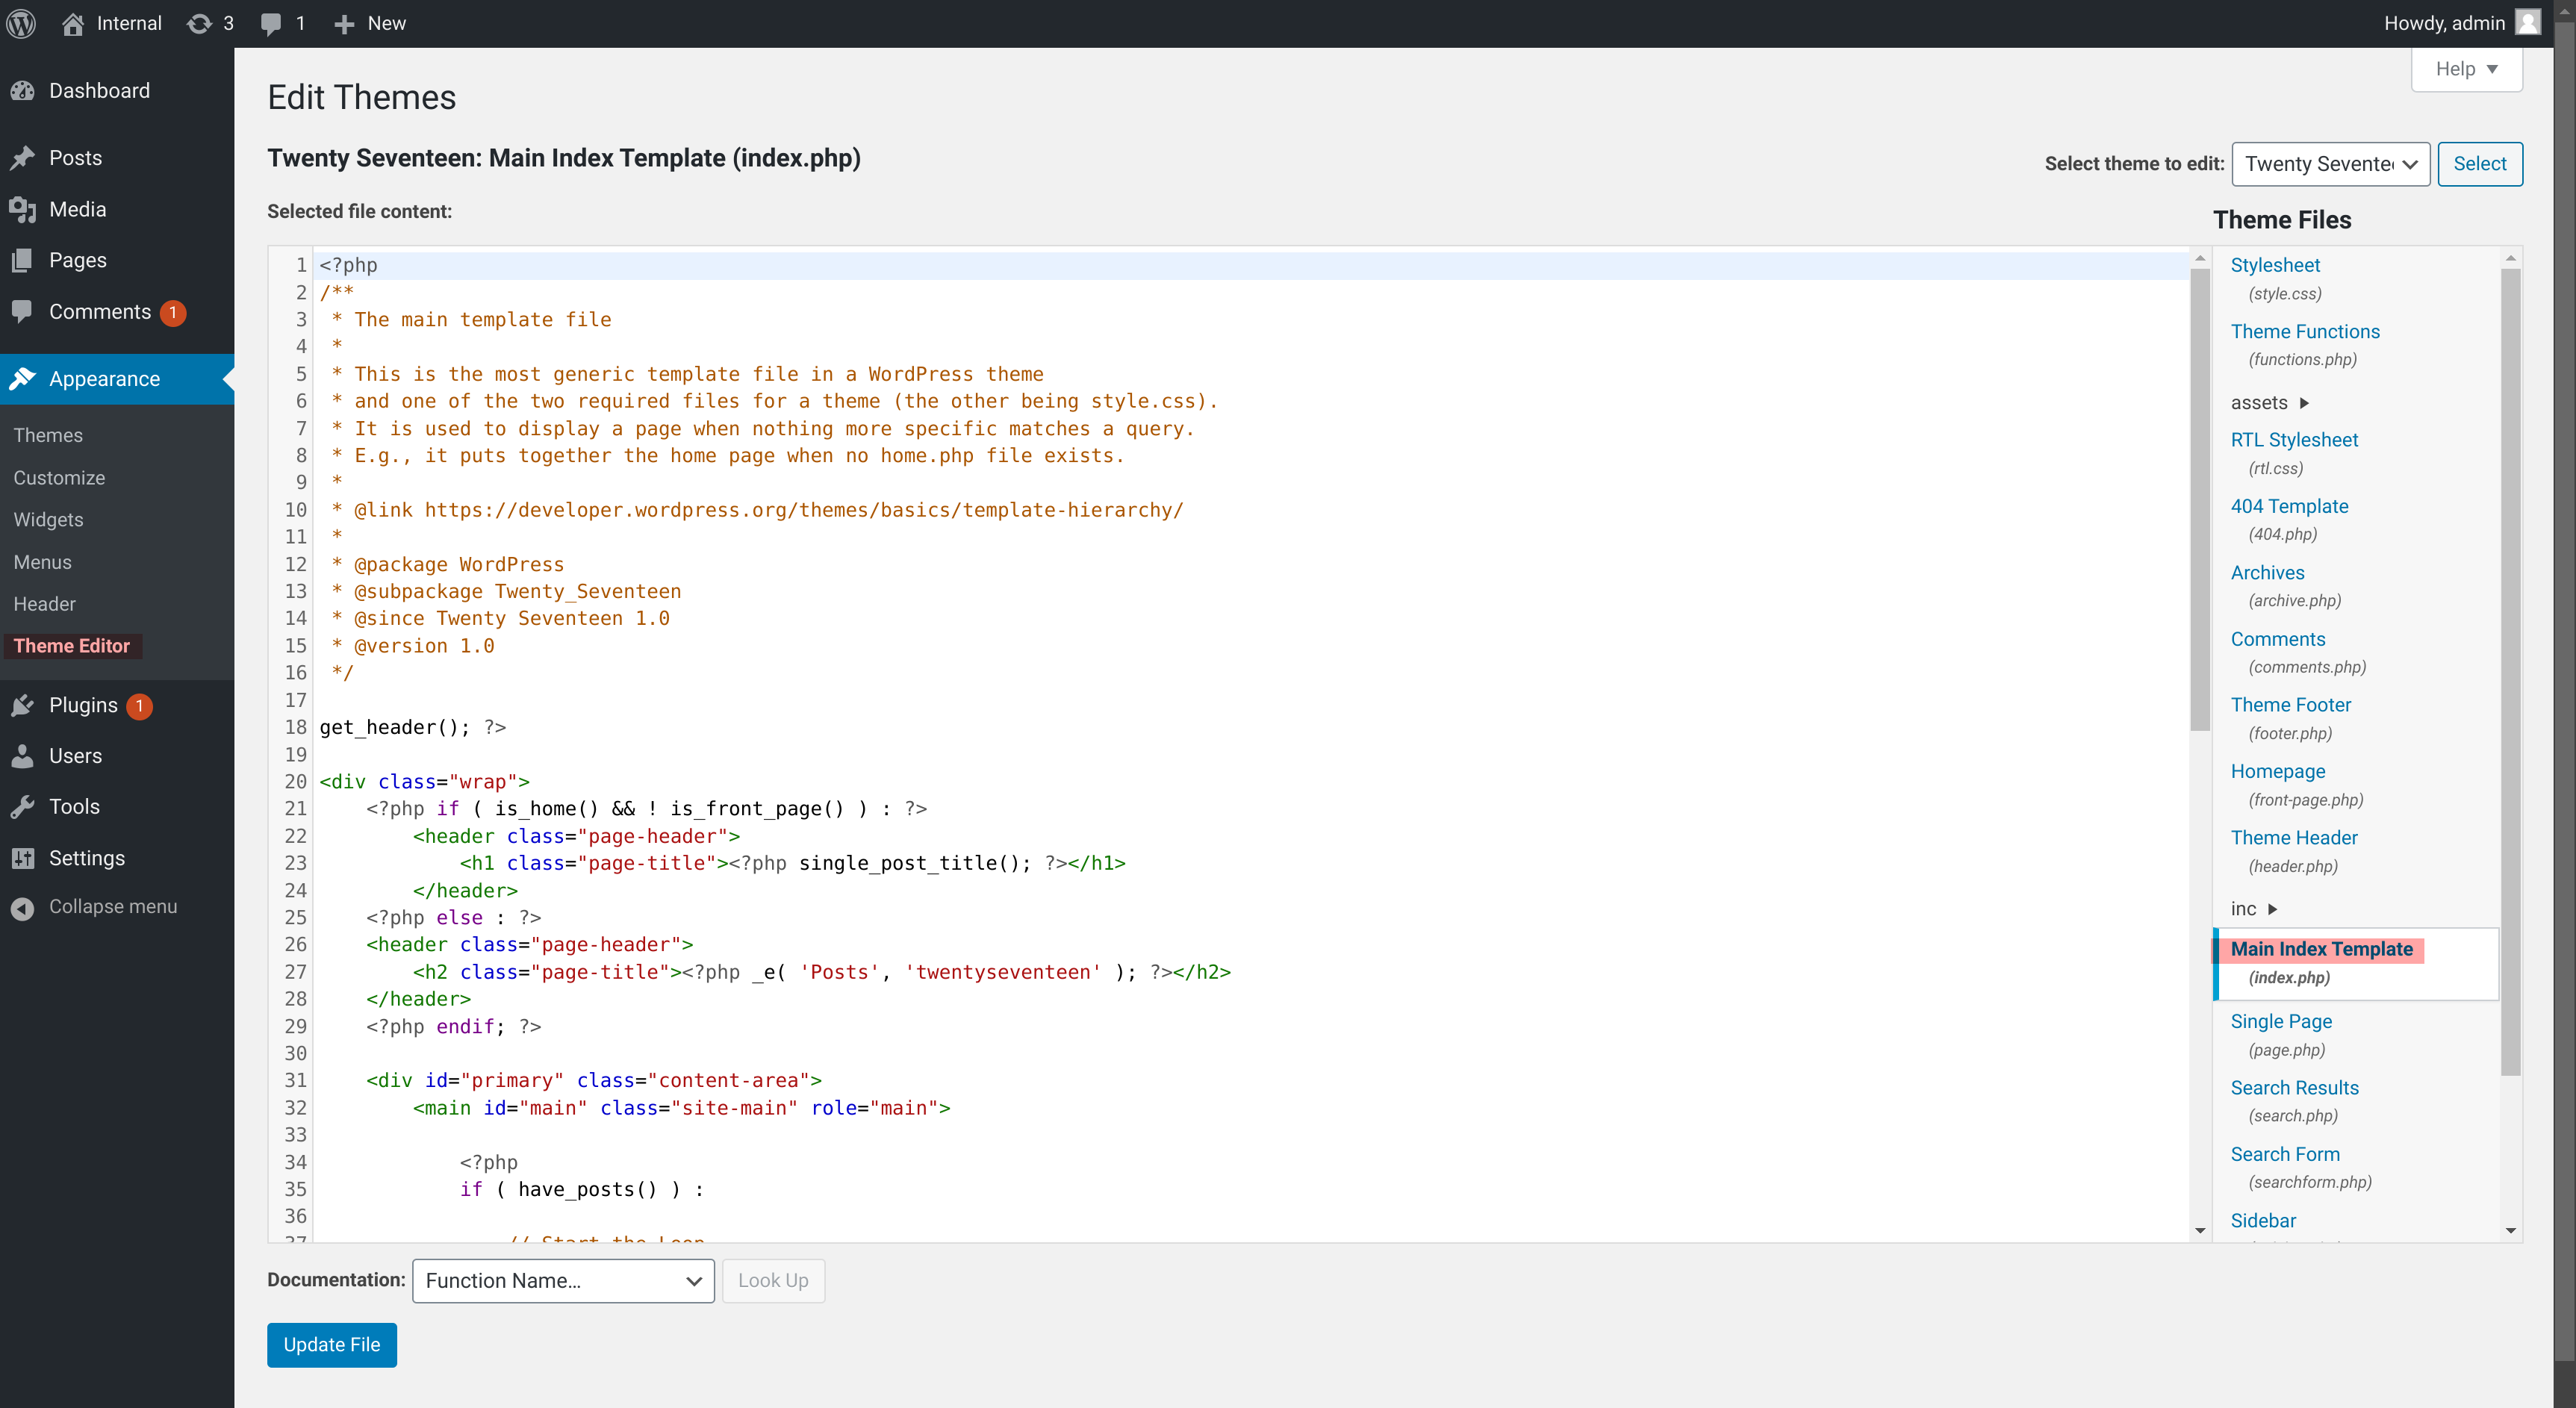 Internal
3
1
New
Howdy, admin
Help
Dashboard
Posts
Media
Pages
Comments 1
Appearance
Themes
Customize
Widgets
Menus
Header
Theme Editor
Plugins 1
Users
Tools
Settings
Collapse menu
Edit Themes
Twenty Seventeen: Main Index Template (index.php)
Select theme to edit:
Select
Selected file content:
1 <?php
2 /**
3  * The main template file
4  *
5  * This is the most generic template file in a WordPress theme
6  * and one of the two required files for a theme (the other being style.css).
7  * It is used to display a page when nothing more specific matches a query.
8  * E.g., it puts together the home page when no home.php file exists.
9  *
10  * @link https://developer.wordpress.org/themes/basics/template-hierarchy/
11  *
12  * @package WordPress
13  * @subpackage Twenty_Seventeen
14  * @since Twenty Seventeen 1.0
15  * @version 1.0
16  */
17
18 get_header(); ?>
19
20 <div class="wrap">
21     <?php if ( is_home() && ! is_front_page() ) : ?>
22         <header class="page-header">
23             <h1 class="page-title"><?php single_post_title(); ?></h1>
24         </header>
25     <?php else : ?>
26     <header class="page-header">
27         <h2 class="page-title"><?php _e( 'Posts', 'twentyseventeen' ); ?></h2>
28     </header>
29     <?php endif; ?>
30
31     <div id="primary" class="content-area">
32         <main id="main" class="site-main" role="main">
33
34             <?php
35             if ( have_posts() ) :
36
37                 // Start the Loop
Theme Files
Stylesheet
(style.css)
Theme Functions
(functions.php)
assets
RTL Stylesheet
(rtl.css)
404 Template
(404.php)
Archives
(archive.php)
Comments
(comments.php)
Theme Footer
(footer.php)
Homepage
(front-page.php)
Theme Header
(header.php)
inc
Main Index Template
(index.php)
Single Page
(page.php)
Search Results
(search.php)
Search Form
(searchform.php)
Sidebar
Documentation:
Function Name...
Look Up
Update File